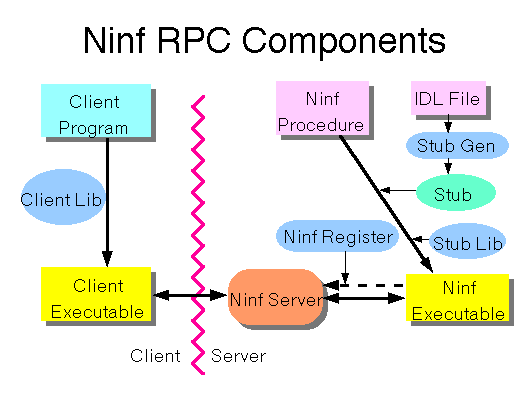 Ninf RPC Components
Client
Program
Ninf
Procedure
IDL File
Stub Gen
Client Lib
Stub
Ninf Register
Stub Lib
Client
Executable
Ninf Server
Ninf
Executable
Client
Server